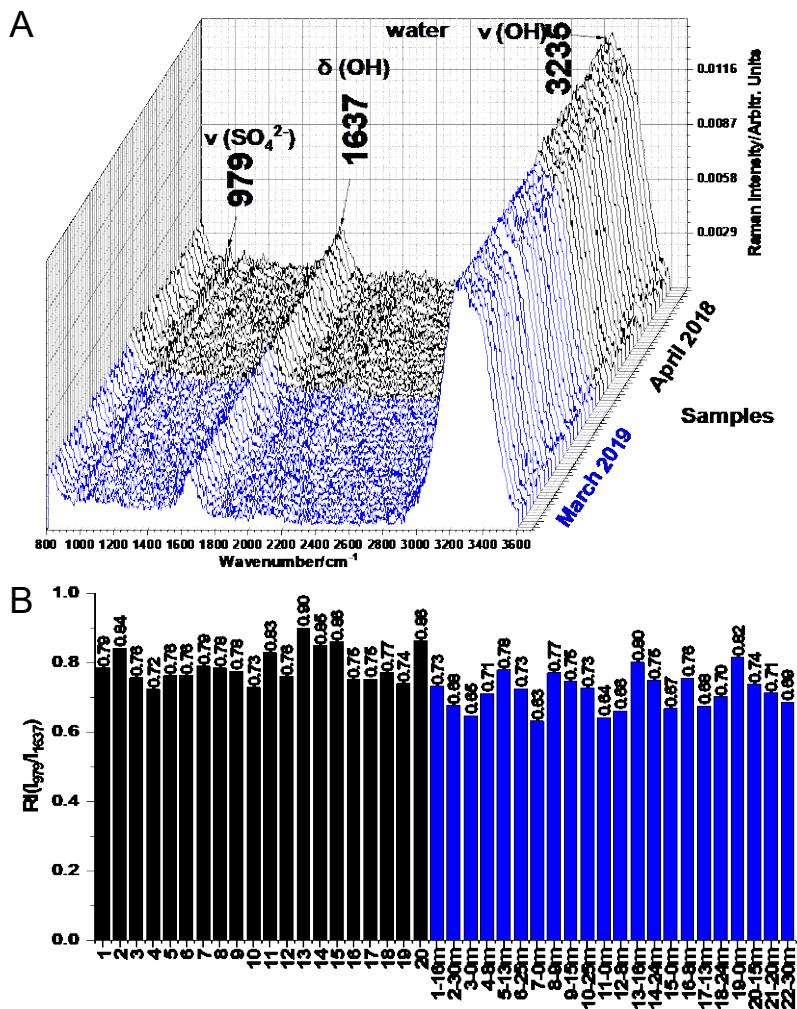 A
water
ν (OH)
3235
δ (OH)
1637
ν (SO₄²⁻)
979
0.0116
0.0087
0.0058
0.0029
Raman Intensity/Arbitr. Units
April 2018
Samples
March 2019
800 1000 1200 1400 1600 1800 2000 2200 2400 2600 2800 3000 3200 3400 3600
Wavenumber/cm⁻¹
B
RI(I₉₇₉/I₁₆₃₇)
1.0
0.8
0.6
0.4
0.2
0.0
0.79 0.84 0.76 0.72 0.76 0.76 0.79 0.78 0.78 0.73 0.83 0.76 0.90 0.85 0.86 0.75 0.75 0.77 0.74 0.86 0.73 0.68 0.65 0.71 0.78 0.73 0.63 0.77 0.75 0.73 0.64 0.66 0.80 0.75 0.67 0.76 0.68 0.70 0.82 0.74 0.71 0.69
1 2 3 4 5 6 7 8 9 10 11 12 13 14 15 16 17 18 19 20 1-16m 2-30m 3-0m 4-8m 5-13m 6-25m 7-0m 8-9m 9-15m 10-25m 11-0m 12-8m 13-16m 14-24m 15-0m 16-8m 17-13m 18-24m 19-0m 20-15m 21-20m 22-30m